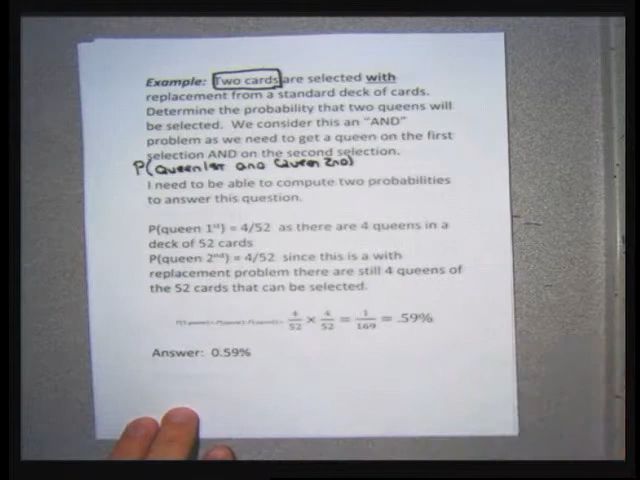 Example: Two cards are selected with
replacement from a standard deck of cards.
Determine the probability that two queens will
be selected. We consider this an "AND"
problem as we need to get a queen on the first
selection AND on the second selection.
P(Queen 1st and Queen 2nd)
I need to be able to compute two probabilities
to answer this question.
P(queen 1st) = 4/52 as there are 4 queens in a
deck of 52 cards
P(queen 2nd) = 4/52 since this is a with
replacement problem there are still 4 queens of
the 52 cards that can be selected.
4/52 × 4/52 = 1/169 = .59%
Answer: 0.59%